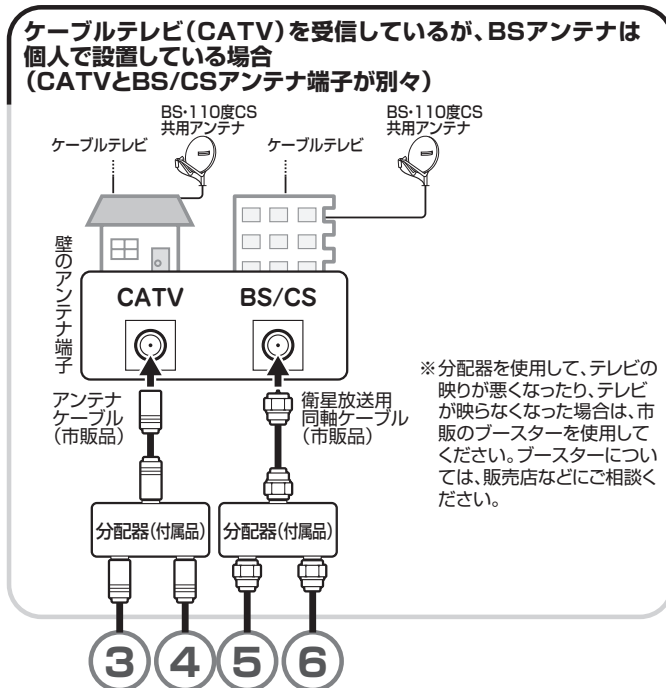 ケーブルテレビ（CATV）を受信しているが、BSアンテナは
個人で設置している場合
（CATVとBS/CSアンテナ端子が別々）
BS・110度CS
共用アンテナ
ケーブルテレビ
BS・110度CS
共用アンテナ
ケーブルテレビ
壁のアンテナ端子
CATV
BS/CS
アンテナ
ケーブル
（市販品）
衛星放送用
同軸ケーブル
（市販品）
※分配器を使用して、テレビの
映りが悪くなったり、テレビ
が映らなくなった場合は、市
販のブースターを使用して
ください。ブースターについ
ては、販売店などにご相談く
ださい。
分配器（付属品）
分配器（付属品）
3
4
5
6